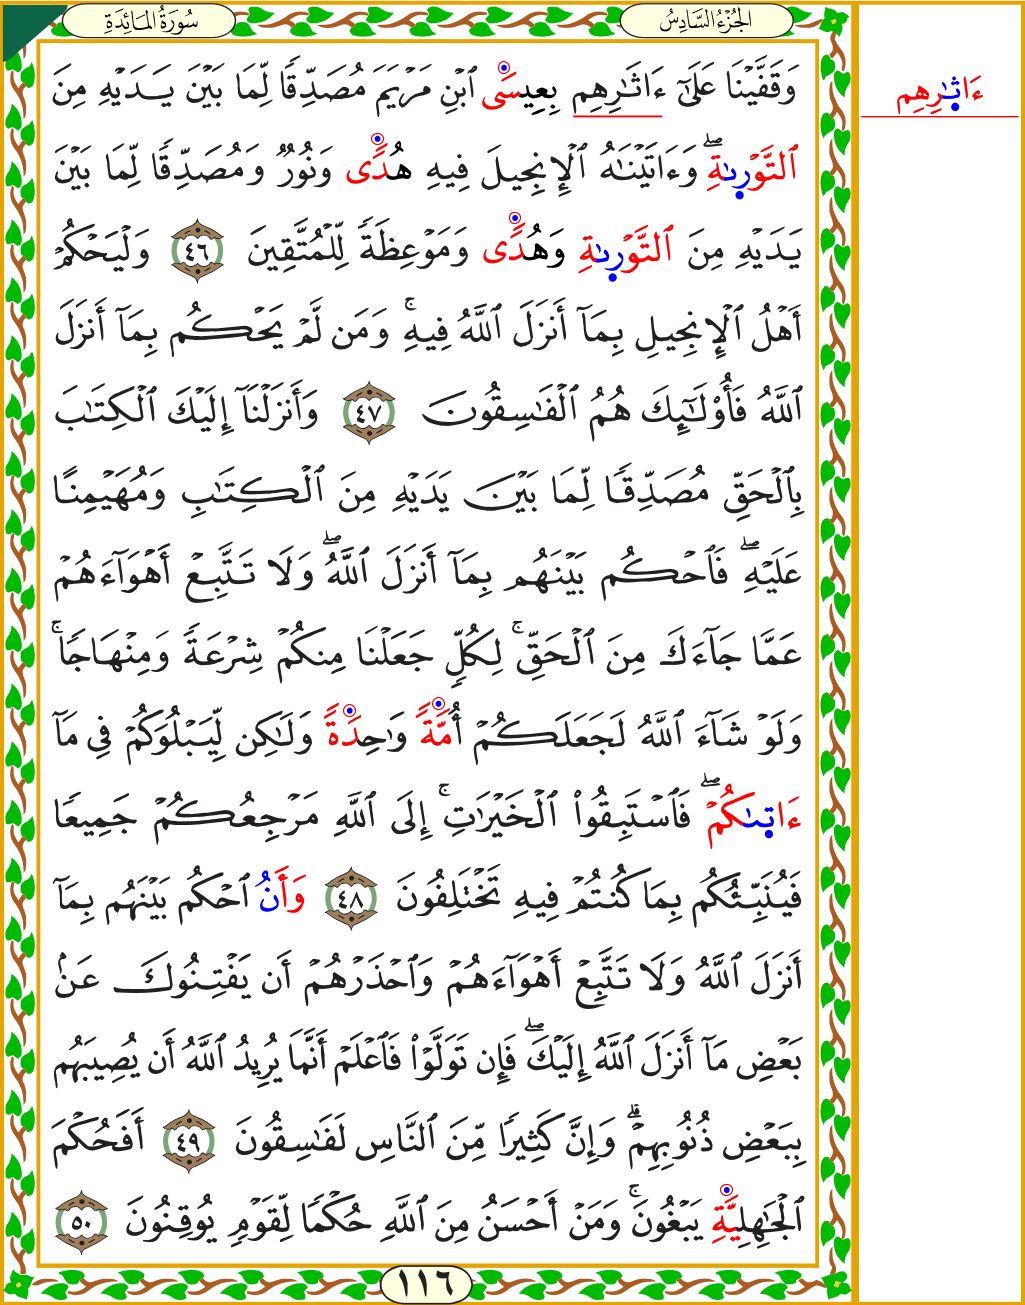 سُورَةُ المَائِدَةِ
الجُزْءُ السَّادِسُ
وَقَفَّيْنَا عَلَىٰٓ ءَاثَٰرِهِم بِعِيسَى ٱبْنِ مَرْيَمَ مُصَدِّقًا لِّمَا بَيْنَ يَدَيْهِ مِنَ
ءَاثَٰرِهِم
ٱلتَّوْرَىٰةِۖ وَءَاتَيْنَٰهُ ٱلْإِنجِيلَ فِيهِ هُدًى وَنُورٌ وَمُصَدِّقًا لِّمَا بَيْنَ
يَدَيْهِ مِنَ ٱلتَّوْرَىٰةِ وَهُدًى وَمَوْعِظَةً لِّلْمُتَّقِينَ ٤٦ وَلْيَحْكُمْ
أَهْلُ ٱلْإِنجِيلِ بِمَآ أَنزَلَ ٱللَّهُ فِيهِۚ وَمَن لَّمْ يَحْكُم بِمَآ أَنزَلَ
ٱللَّهُ فَأُو۟لَٰٓئِكَ هُمُ ٱلْفَٰسِقُونَ ٤٧ وَأَنزَلْنَآ إِلَيْكَ ٱلْكِتَٰبَ
بِٱلْحَقِّ مُصَدِّقًا لِّمَا بَيْنَ يَدَيْهِ مِنَ ٱلْكِتَٰبِ وَمُهَيْمِنًا
عَلَيْهِۖ فَٱحْكُم بَيْنَهُم بِمَآ أَنزَلَ ٱللَّهُۖ وَلَا تَتَّبِعْ أَهْوَآءَهُمْ
عَمَّا جَآءَكَ مِنَ ٱلْحَقِّۚ لِكُلٍّ جَعَلْنَا مِنكُمْ شِرْعَةً وَمِنْهَاجًاۚ
وَلَوْ شَآءَ ٱللَّهُ لَجَعَلَكُمْ أُمَّةً وَٰحِدَةً وَلَٰكِن لِّيَبْلُوَكُمْ فِى مَآ
ءَاتَىٰكُمْۖ فَٱسْتَبِقُوا۟ ٱلْخَيْرَٰتِۚ إِلَى ٱللَّهِ مَرْجِعُكُمْ جَمِيعًا
فَيُنَبِّئُكُم بِمَا كُنتُمْ فِيهِ تَخْتَلِفُونَ ٤٨ وَأَنُ ٱحْكُم بَيْنَهُم بِمَآ
أَنزَلَ ٱللَّهُ وَلَا تَتَّبِعْ أَهْوَآءَهُمْ وَٱحْذَرْهُمْ أَن يَفْتِنُوكَ عَنۢ
بَعْضِ مَآ أَنزَلَ ٱللَّهُ إِلَيْكَۖ فَإِن تَوَلَّوْا۟ فَٱعْلَمْ أَنَّمَا يُرِيدُ ٱللَّهُ أَن يُصِيبَهُم
بِبَعْضِ ذُنُوبِهِمْۗ وَإِنَّ كَثِيرًا مِّنَ ٱلنَّاسِ لَفَٰسِقُونَ ٤٩ أَفَحُكْمَ
ٱلْجَٰهِلِيَّةِ يَبْغُونَۚ وَمَنْ أَحْسَنُ مِنَ ٱللَّهِ حُكْمًا لِّقَوْمٍ يُوقِنُونَ ٥٠
١١٦